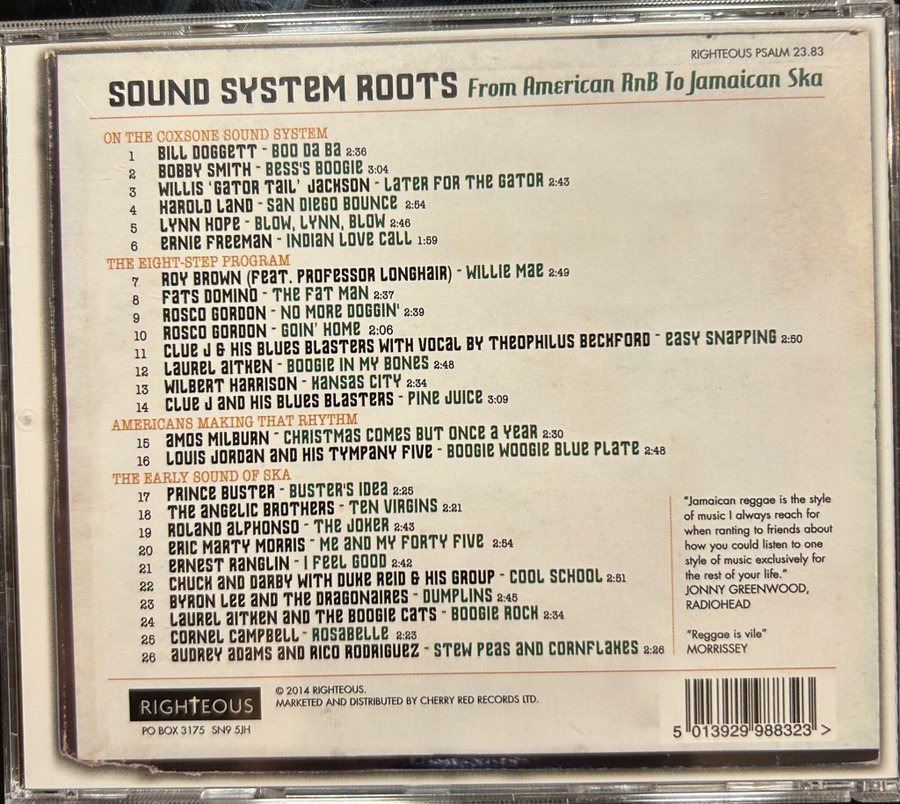 RIGHTEOUS PSALM 23.83
SOUND SYSTEM ROOTS From American RnB To Jamaican Ska
ON THE COXSONE SOUND SYSTEM
1 BILL DOGGETT - BOO DA BA 2:36
2 BOBBY SMITH - BESS'S BOOGIE 3:04
3 WILLIS 'GATOR TAIL' JACKSON - LATER FOR THE GATOR 2:43
4 HAROLD LAND - SAN DIEGO BOUNCE 2:54
5 LYNN HOPE - BLOW, LYNN, BLOW 2:46
6 ERNIE FREEMAN - INDIAN LOVE CALL 1:59
THE EIGHT-STEP PROGRAM
7 ROY BROWN (FEAT. PROFESSOR LONGHAIR) - WILLIE MAE 2:49
8 FATS DOMINO - THE FAT MAN 2:37
9 ROSCO GORDON - NO MORE DOGGIN' 2:39
10 ROSCO GORDON - GOIN' HOME 2:06
11 CLUE J & HIS BLUES BLASTERS WITH VOCAL BY THEOPHILUS BECKFORD - EASY SNAPPING 2:50
12 LAUREL AITKEN - BOOGIE IN MY BONES 2:48
13 WILBERT HARRISON - KANSAS CITY 2:34
14 CLUE J AND HIS BLUES BLASTERS - PINE JUICE 3:09
AMERICANS MAKING THAT RHYTHM
15 AMOS MILBURN - CHRISTMAS COMES BUT ONCE A YEAR 2:30
16 LOUIS JORDAN AND HIS TYMPANY FIVE - BOOGIE WOOGIE BLUE PLATE 2:48
THE EARLY SOUND OF SKA
17 PRINCE BUSTER - BUSTER'S IDEA 2:25
18 THE ANGELIC BROTHERS - TEN VIRGINS 2:21
19 ROLAND ALPHONSO - THE JOKER 2:43
20 ERIC MARTY MORRIS - ME AND MY FORTY FIVE 2:54
21 ERNEST RANGLIN - I FEEL GOOD 2:42
22 CHUCK AND DARBY WITH DUKE REID & HIS GROUP - COOL SCHOOL 2:51
23 BYRON LEE AND THE DRAGONAIRES - DUMPLINS 2:45
24 LAUREL AITKEN AND THE BOOGIE CATS - BOOGIE ROCK 2:34
25 CORNEL CAMPBELL - ROSABELLE 2:23
26 AUDREY ADAMS AND RICO RODRIGUEZ - STEW PEAS AND CORNFLAKES 2:26
"Jamaican reggae is the style
of music I always reach for
when ranting to friends about
how you could listen to one
style of music exclusively for
the rest of your life."
JONNY GREENWOOD,
RADIOHEAD
"Reggae is vile"
MORRISSEY
RIGHTEOUS
PO BOX 3175 SN9 5JH
© 2014 RIGHTEOUS.
MARKETED AND DISTRIBUTED BY CHERRY RED RECORDS LTD.
5 013929 988323 >